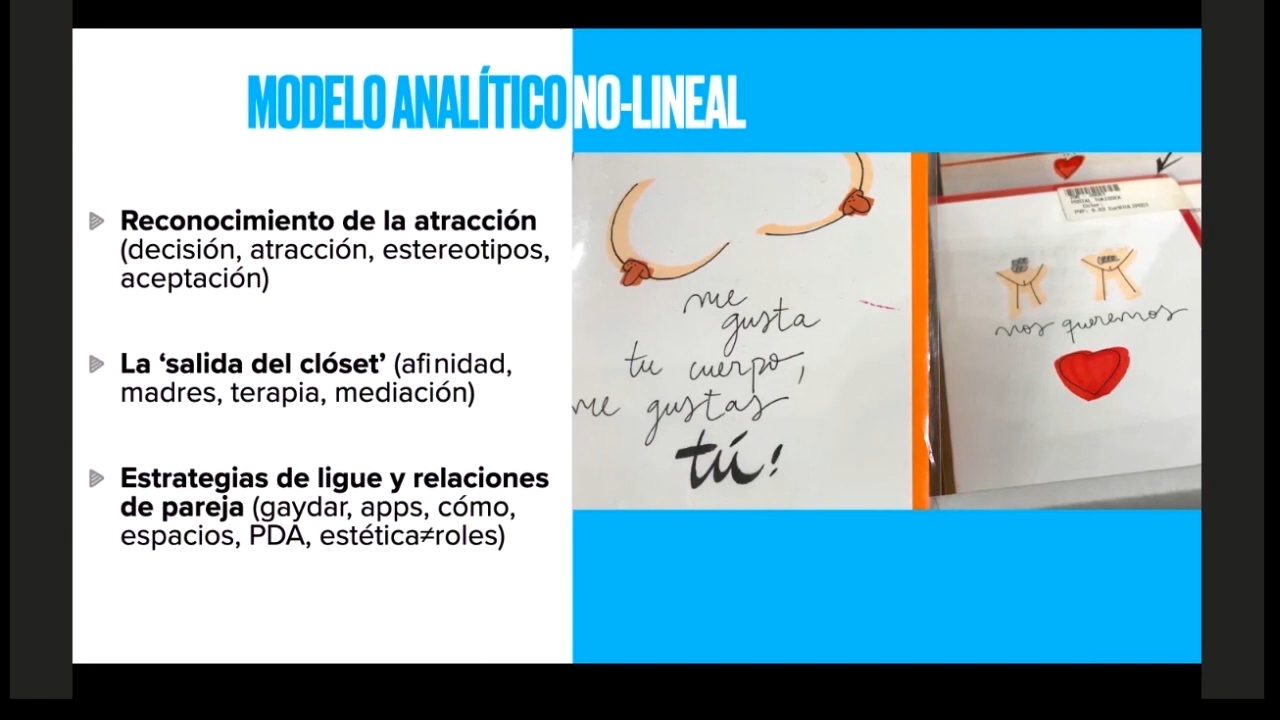 MODELO ANALÍTICO NO-LINEAL
Reconocimiento de la atracción
(decisión, atracción, estereotipos,
aceptación)
La ‘salida del clóset’ (afinidad,
madres, terapia, mediación)
Estrategias de ligue y relaciones
de pareja (gaydar, apps, cómo,
espacios, PDA, estética≠roles)
me
gusta
tu cuerpo,
me gustas
tú!
nos queremos